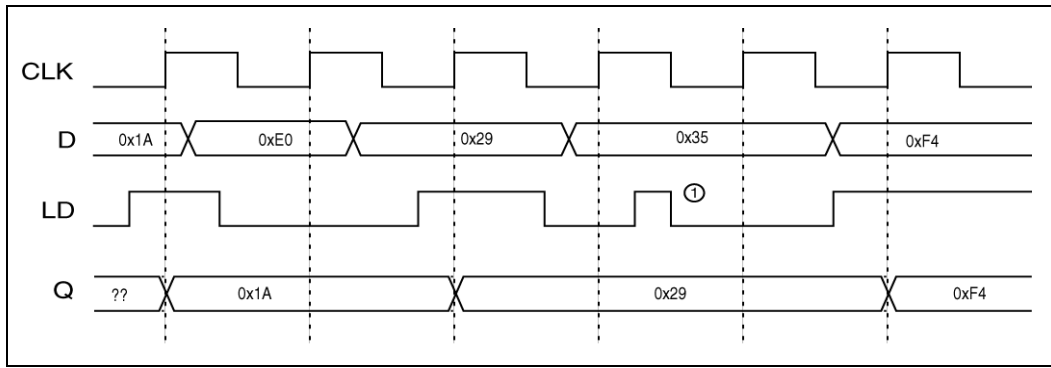 CLK
D 0x1A 0xE0 0x29 0x35 0xF4
LD ①
Q ?? 0x1A 0x29 0xF4